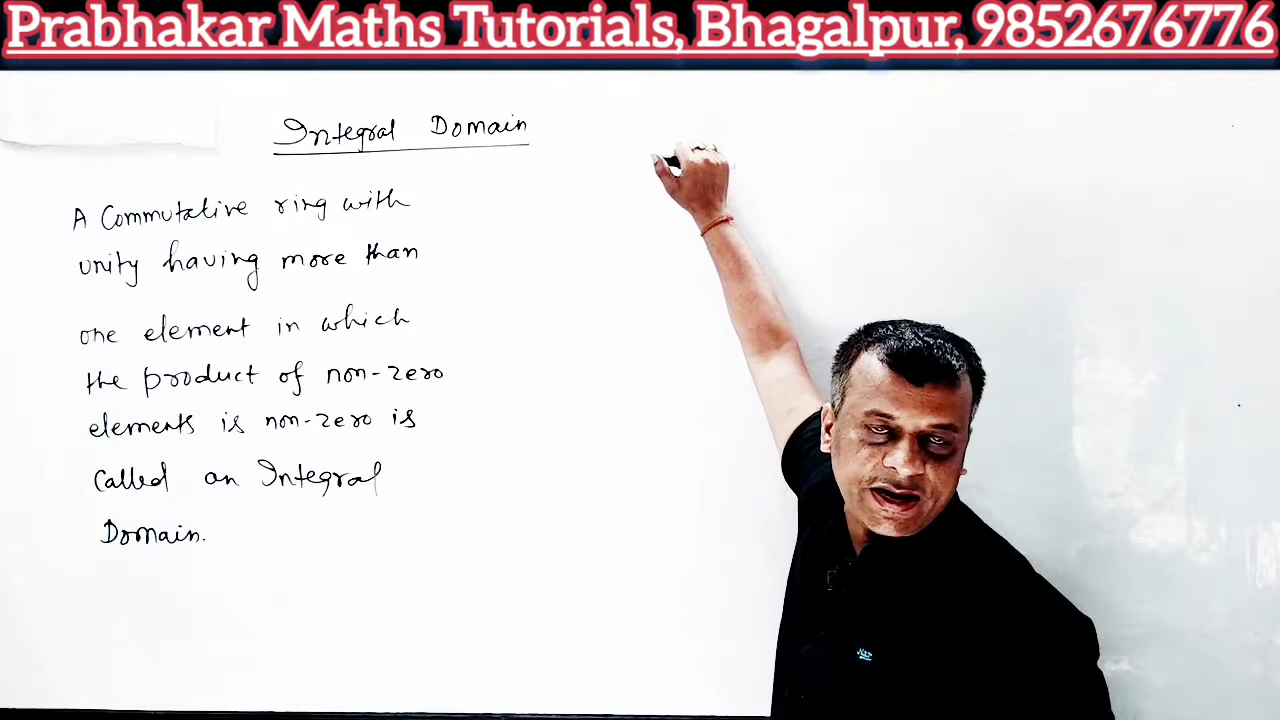 Prabhakar Maths Tutorials, Bhagalpur, 9852676776
Integral Domain
A Commutative ring with
unity having more than
one element in which
the product of non-zero
elements is non-zero is
called an Integral
Domain.